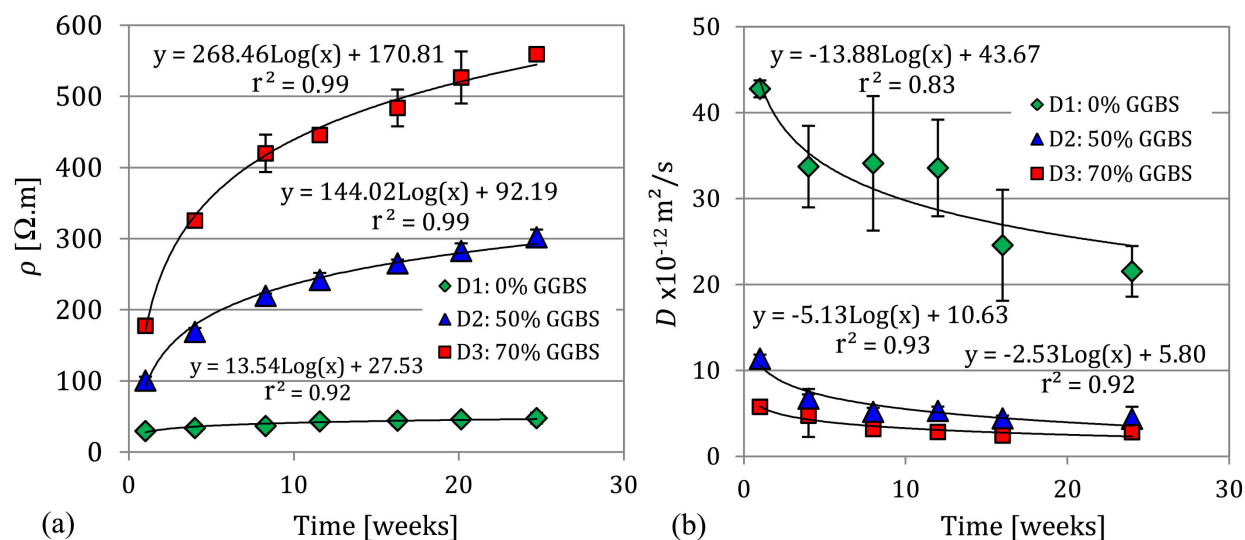 600
500
400
300
200
100
0
ρ [Ω.m]
y = 268.46Log(x) + 170.81
r² = 0.99
y = 144.02Log(x) + 92.19
r² = 0.99
D1: 0% GGBS
D2: 50% GGBS
D3: 70% GGBS
y = 13.54Log(x) + 27.53
r² = 0.92
0 10 20 30
(a) Time [weeks]
50
40
30
20
10
0
D x10⁻¹² m²/s
y = -13.88Log(x) + 43.67
r² = 0.83
D1: 0% GGBS
D2: 50% GGBS
D3: 70% GGBS
y = -5.13Log(x) + 10.63
r² = 0.93
y = -2.53Log(x) + 5.80
r² = 0.92
0 10 20 30
(b) Time [weeks]